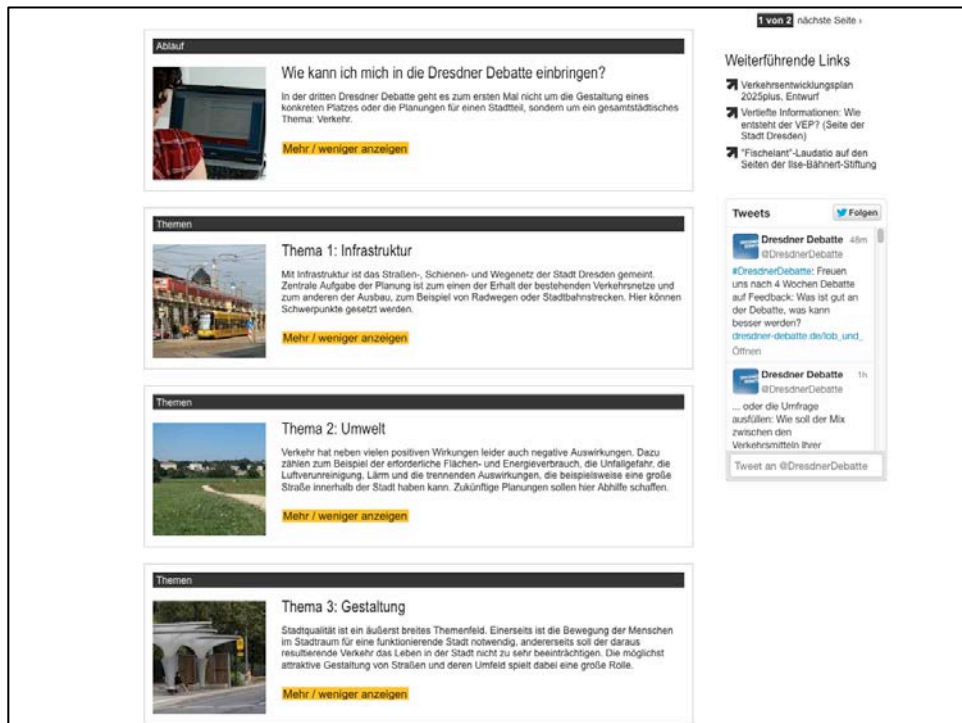 Ablauf
Wie kann ich mich in die Dresdner Debatte einbringen?
In der dritten Dresdner Debatte geht es zum ersten Mal nicht um die Gestaltung eines
konkreten Platzes oder die Planungen für einen Stadtteil, sondern um ein gesamtstädtisches
Thema: Verkehr.
Mehr / weniger anzeigen
Themen
Thema 1: Infrastruktur
Mit Infrastruktur ist das Straßen-, Schienen- und Wegenetz der Stadt Dresden gemeint.
Zentrale Aufgabe der Planung ist zum einen der Erhalt der bestehenden Verkehrsnetze und
zum anderen der Ausbau, zum Beispiel von Radwegen oder Stadtbahnstrecken. Hier können
Schwerpunkte gesetzt werden.
Mehr / weniger anzeigen
Themen
Thema 2: Umwelt
Verkehr hat neben vielen positiven Wirkungen leider auch negative Auswirkungen. Dazu
zählen zum Beispiel der erforderliche Flächen- und Energieverbrauch, die Unfallgefahr, die
Luftverunreinigung, Lärm und die trennenden Auswirkungen, die beispielsweise eine große
Straße innerhalb der Stadt haben kann. Zukünftige Planungen sollen hier Abhilfe schaffen.
Mehr / weniger anzeigen
Themen
Thema 3: Gestaltung
Stadtqualität ist ein äußerst breites Themenfeld. Einerseits ist die Bewegung der Menschen
im Stadtraum für eine funktionierende Stadt notwendig, andererseits soll der daraus
resultierende Verkehr das Leben in der Stadt nicht zu sehr beeinträchtigen. Die möglichst
attraktive Gestaltung von Straßen und deren Umfeld spielt dabei eine große Rolle.
Mehr / weniger anzeigen
1 von 2 nächste Seite ›
Weiterführende Links
Verkehrsentwicklungsplan
2025plus, Entwurf
Vertiefte Informationen: Wie
entsteht der VEP? (Seite der
Stadt Dresden)
"Fischelant"-Laudatio auf den
Seiten der Ilse-Bähnert-Stiftung
Tweets Folgen
Dresdner Debatte 48m
@DresdnerDebatte
#DresdnerDebatte: Freuen
uns nach 4 Wochen Debatte
auf Feedback: Was ist gut an
der Debatte, was kann
besser werden?
dresdner-debatte.de/lob_und_
Öffnen
Dresdner Debatte 1h
@DresdnerDebatte
... oder die Umfrage
ausfüllen: Wie soll der Mix
zwischen den
Verkehrsmitteln Ihrer
Tweet an @DresdnerDebatte